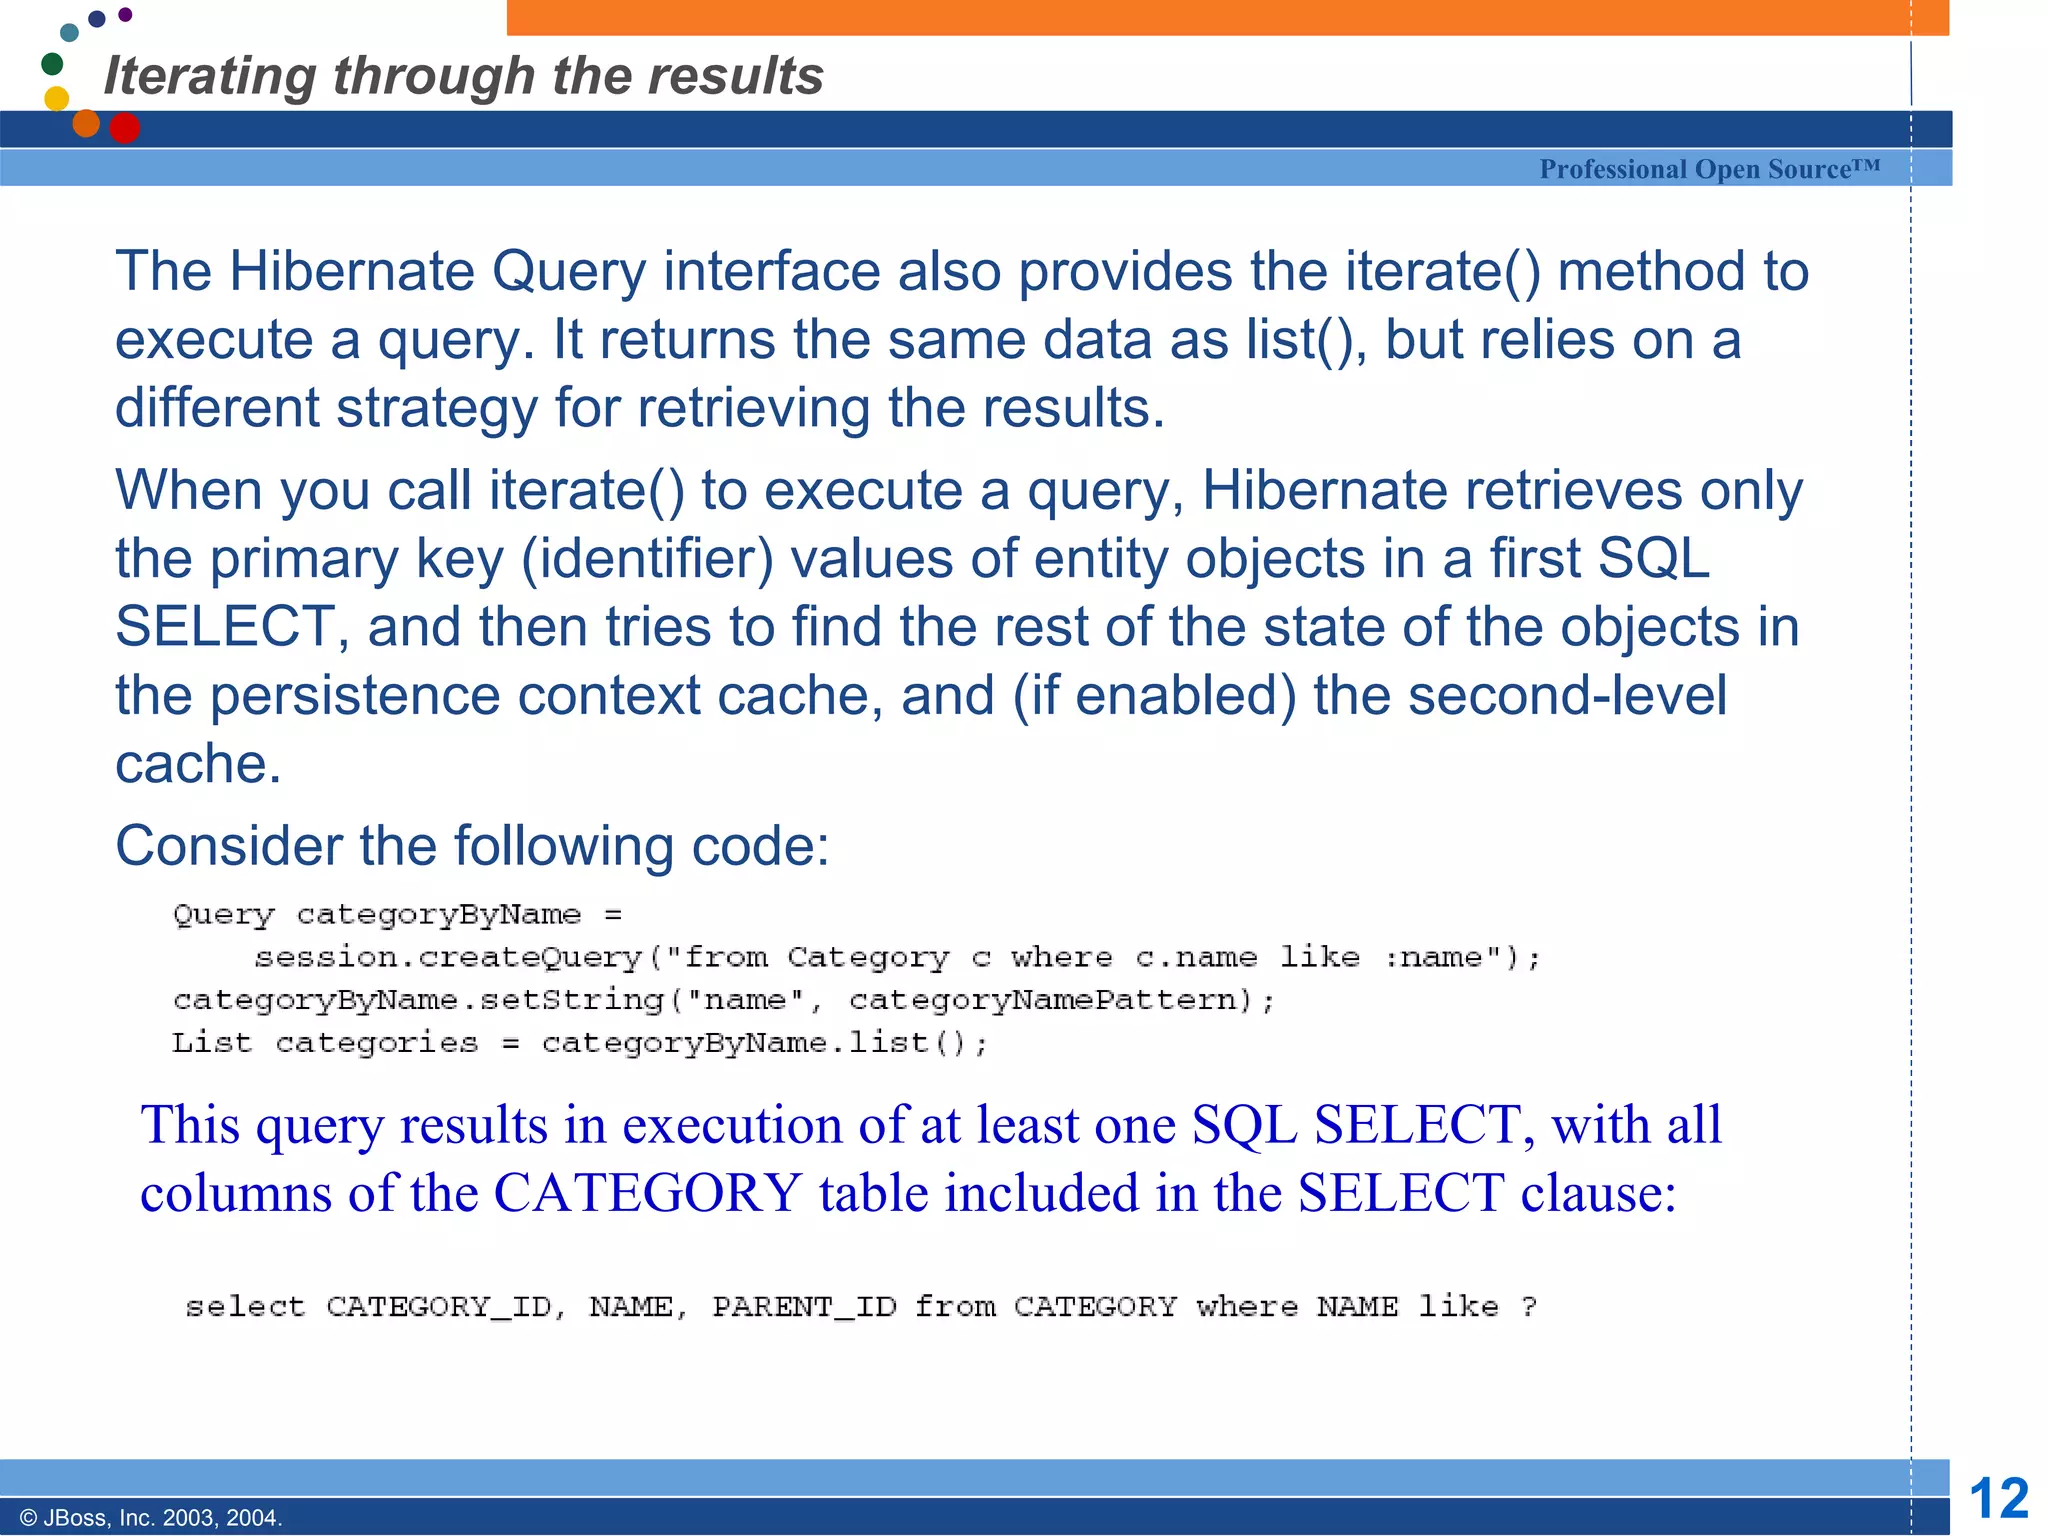 Iterating through the results
Professional Open Source™
The Hibernate Query interface also provides the iterate() method to
execute a query. It returns the same data as list(), but relies on a
different strategy for retrieving the results.
When you call iterate() to execute a query, Hibernate retrieves only
the primary key (identifier) values of entity objects in a first SQL
SELECT, and then tries to find the rest of the state of the objects in
the persistence context cache, and (if enabled) the second-level
cache.
Consider the following code:
Query categoryByName =
session.createQuery("from Category c where c.name like :name");
categoryByName.setString("name", categoryNamePattern);
List categories = categoryByName.list();
This query results in execution of at least one SQL SELECT, with all
columns of the CATEGORY table included in the SELECT clause:
select CATEGORY_ID, NAME, PARENT_ID from CATEGORY where NAME like ?
© JBoss, Inc. 2003, 2004.
12